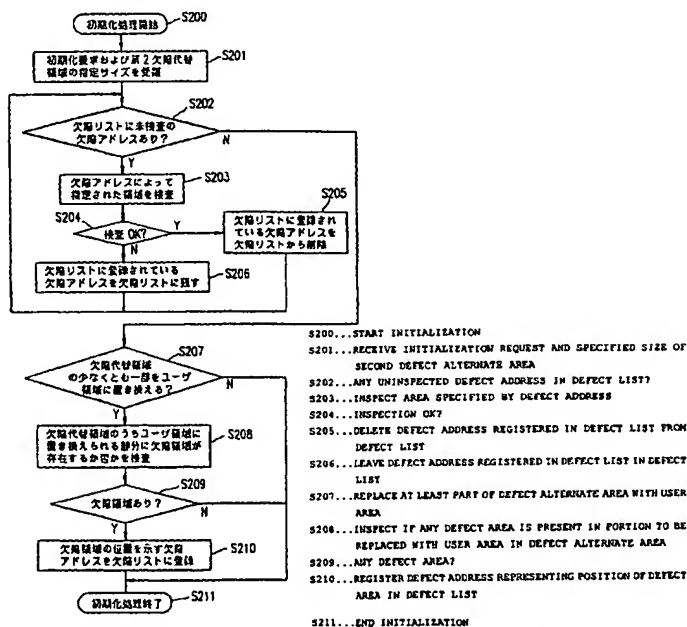 初期化処理開始
S200
初期化要求および第2欠陥代替
領域の指定サイズを受理
S201
S202
欠陥リストに未検査の
欠陥アドレスあり?
N
Y
S203
欠陥アドレスによって
指定された領域を検査
S204
検査 OK?
Y
N
S205
欠陥リストに登録され
ている欠陥アドレスを
欠陥リストから削除
欠陥リストに登録されている
欠陥アドレスを欠陥リストに残す
S206
S207
欠陥代替領域
の少なくとも一部をユーザ
領域に置き換える?
N
Y
欠陥代替領域のうちユーザ領域に
置き換えられる部分に欠陥領域が
存在するか否かを検査
S208
S209
欠陥領域あり?
N
Y
欠陥領域の位置を示す欠陥
アドレスを欠陥リストに登録
S210
初期化処理終了
S211
S200...START INITIALIZATION
S201...RECEIVE INITIALIZATION REQUEST AND SPECIFIED SIZE OF
SECOND DEFECT ALTERNATE AREA
S202...ANY UNINSPECTED DEFECT ADDRESS IN DEFECT LIST?
S203...INSPECT AREA SPECIFIED BY DEFECT ADDRESS
S204...INSPECTION OK?
S205...DELETE DEFECT ADDRESS REGISTERED IN DEFECT LIST FROM
DEFECT LIST
S206...LEAVE DEFECT ADDRESS REGISTERED IN DEFECT LIST IN DEFECT
LIST
S207...REPLACE AT LEAST PART OF DEFECT ALTERNATE AREA WITH USER
AREA
S208...INSPECT IF ANY DEFECT AREA IS PRESENT IN PORTION TO BE
REPLACED WITH USER AREA IN DEFECT ALTERNATE AREA
S209...ANY DEFECT AREA?
S210...REGISTER DEFECT ADDRESS REPRESENTING POSITION OF DEFECT
AREA IN DEFECT LIST
S211...END INITIALIZATION